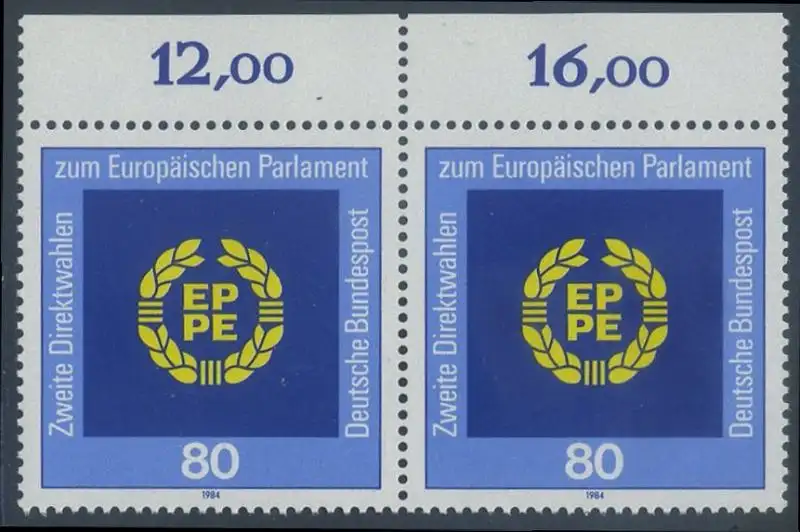 12,00
16,00
Zweite Direktwahlen
zum Europäischen Parlament
Deutsche Bundespost
EP
PE
80
1984
Zweite Direktwahlen
zum Europäischen Parlament
Deutsche Bundespost
EP
PE
80
1984